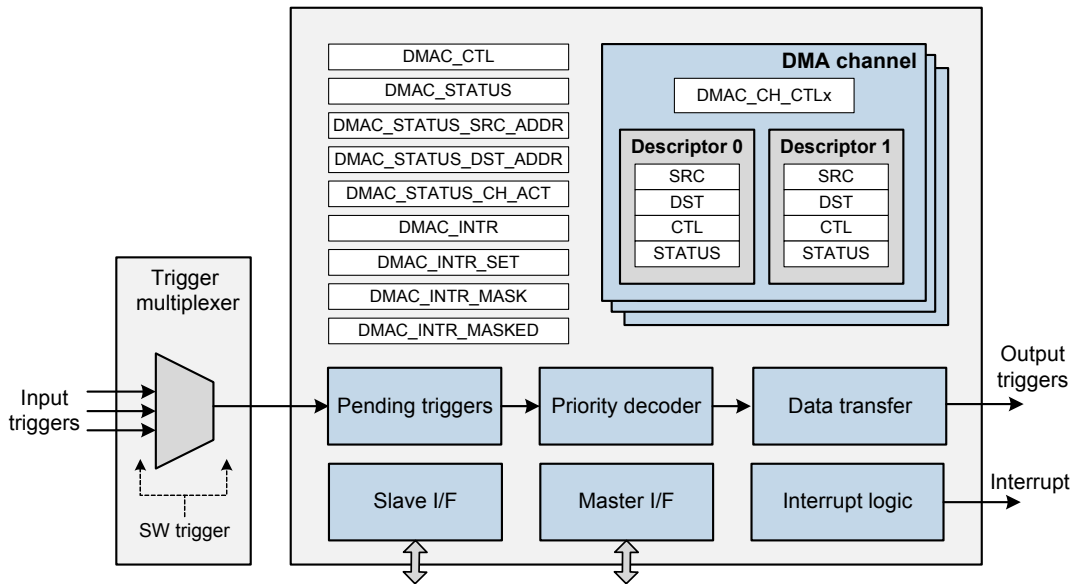 DMAC_CTL
DMAC_STATUS
DMAC_STATUS_SRC_ADDR
DMAC_STATUS_DST_ADDR
DMAC_STATUS_CH_ACT
DMAC_INTR
DMAC_INTR_SET
DMAC_INTR_MASK
DMAC_INTR_MASKED
DMA channel
DMAC_CH_CTLx
Descriptor 0
SRC
DST
CTL
STATUS
Descriptor 1
SRC
DST
CTL
STATUS
Trigger
multiplexer
Input
triggers
SW trigger
Pending triggers
Priority decoder
Data transfer
Output
triggers
Slave I/F
Master I/F
Interrupt logic
Interrupt